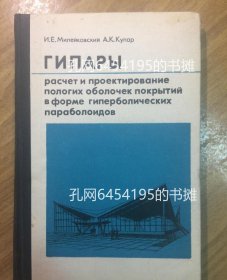 И.Е. Милейковский А.К. Купар
ГИПАРЫ
расчет и проектирование
пологих оболочек покрытий
в форме гиперболических
параболоидов
孔网6454195的书摊
孔网6454195的书摊